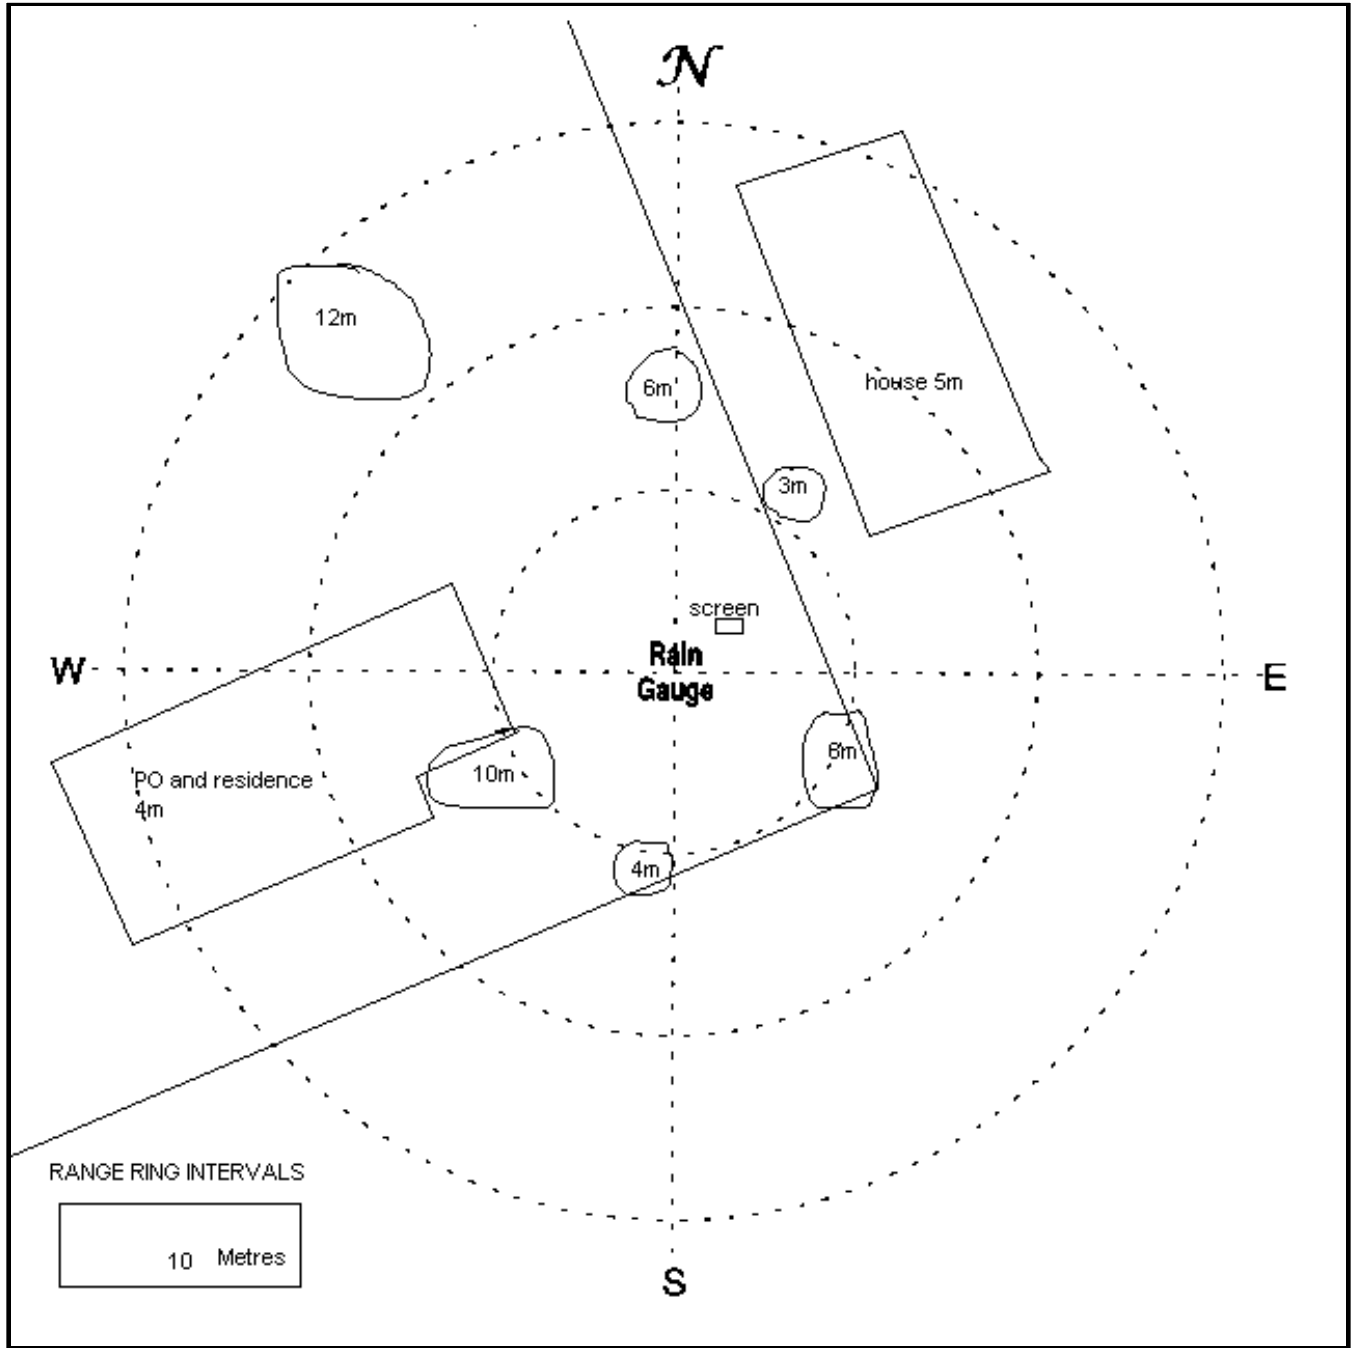 N
12m
6m
house 5m
3m
screen
Rain
Gauge
W
E
6m
10m
PO and residence
4m
4m
RANGE RING INTERVALS
10 Metres
S